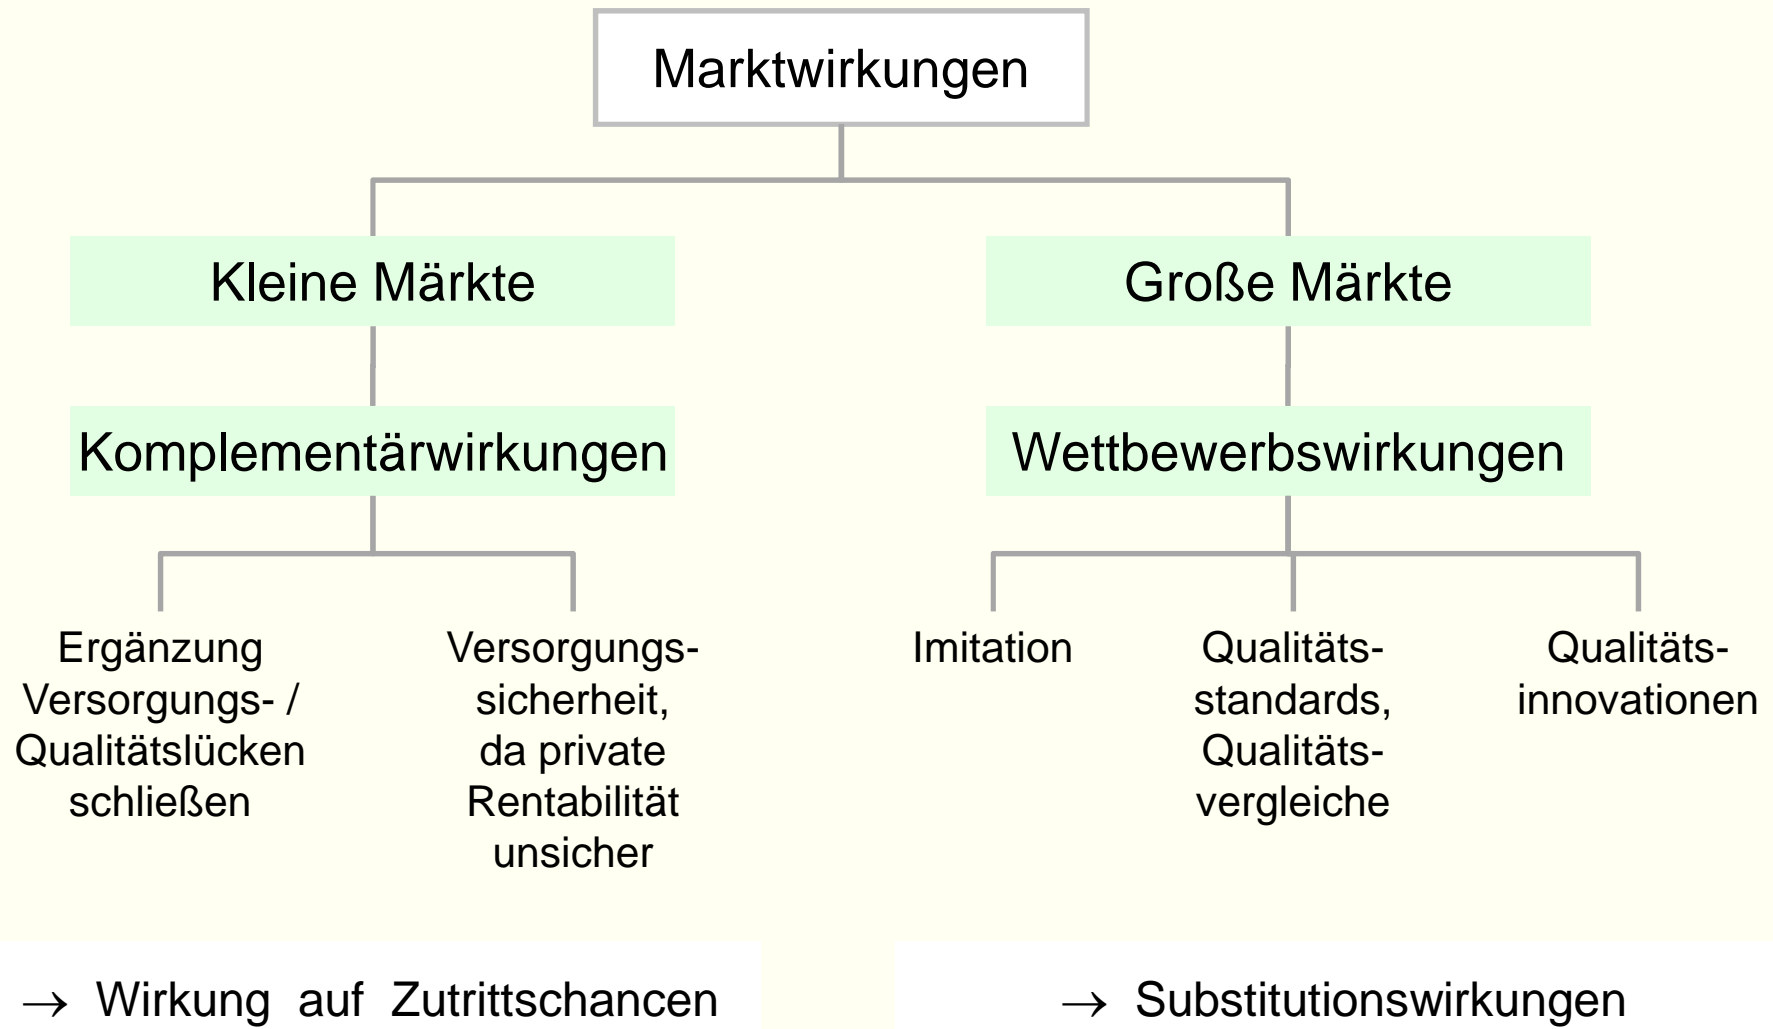 Marktwirkungen
Kleine Märkte
Große Märkte
Komplementärwirkungen
Wettbewerbswirkungen
Ergänzung
Versorgungs- /
Qualitätslücken
schließen
Versorgungs-
sicherheit,
da private
Rentabilität
unsicher
Imitation
Qualitäts-
standards,
Qualitäts-
vergleiche
Qualitäts-
innovationen
→ Wirkung auf Zutrittschancen
→ Substitutionswirkungen